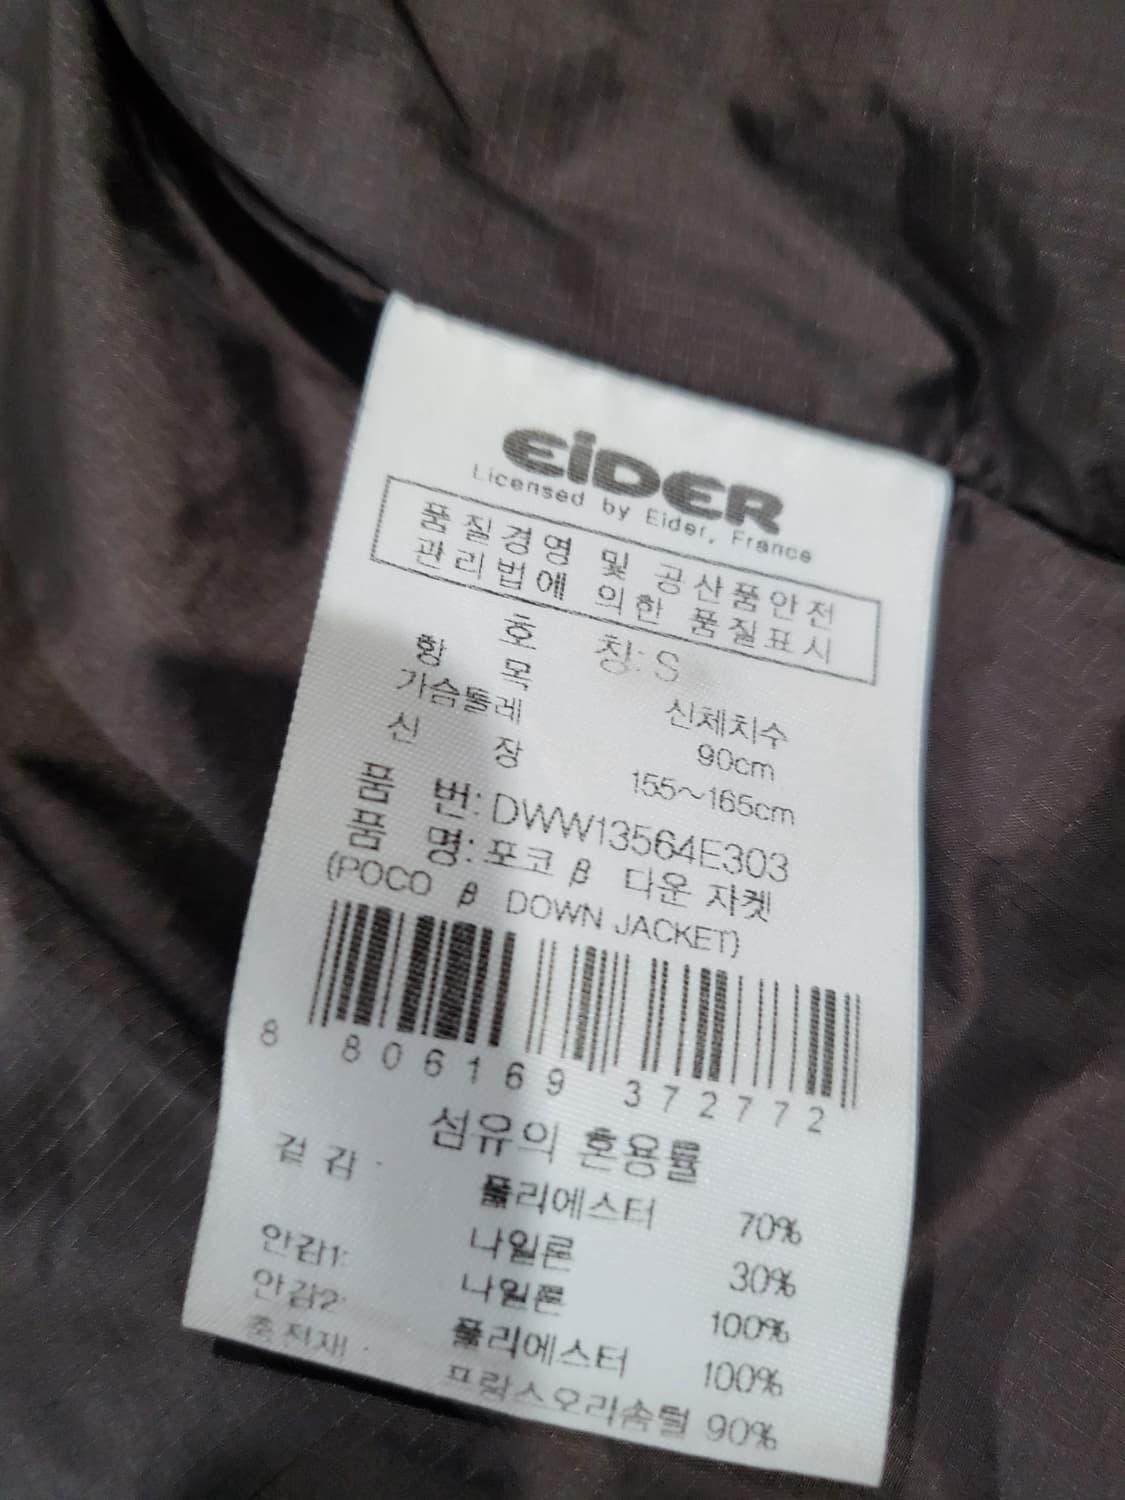 EiDER
Licensed by Eider, France
품질경영 및 공산품안전
관리법에 의한 품질표시
호 칭: S
항 목 신체치수
가슴둘레 90cm
신 장 155~165cm
품 번: DWW13564E303
품 명: 포코 β 다운 자켓
(POCO β DOWN JACKET)
8 806169 372772
섬유의 혼용률
겉 감 : 폴리에스터 70%
나일론 30%
안감1: 나일론 100%
안감2: 폴리에스터 100%
충전재 : 프랑스오리솜털 90%